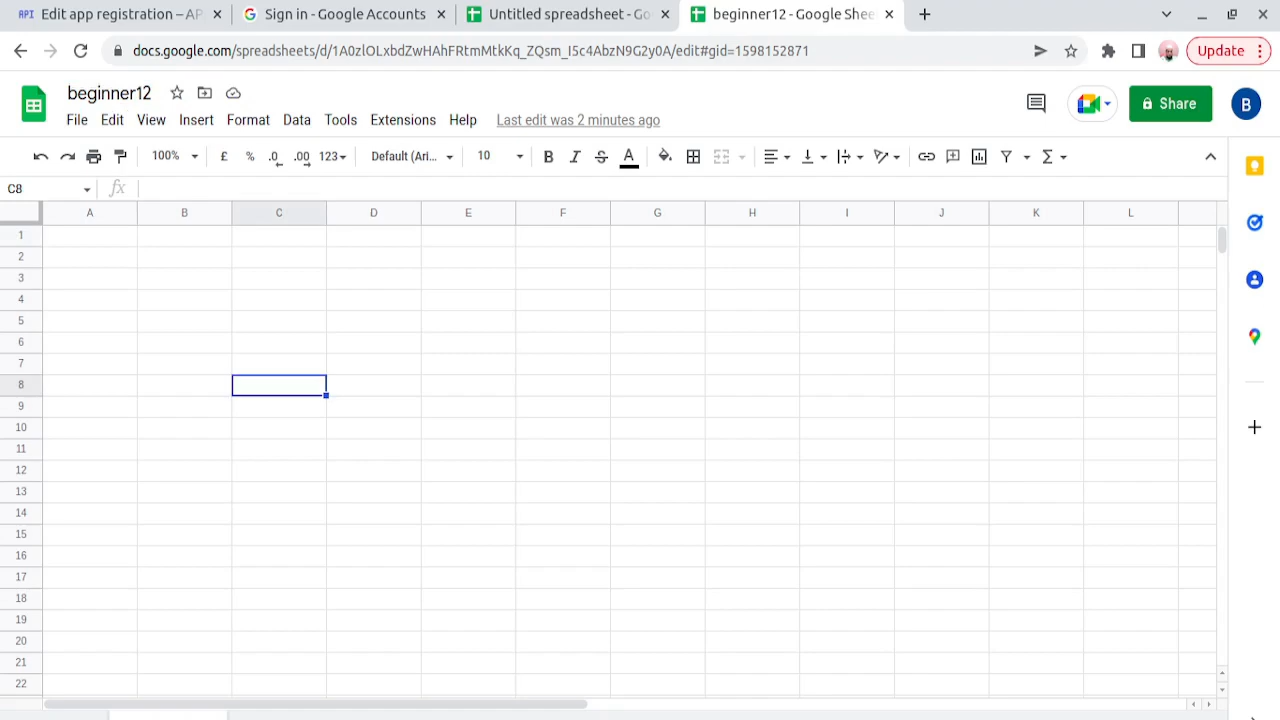 API Edit app registration – AP
G Sign in - Google Accounts
Untitled spreadsheet - Go
beginner12 - Google Shee
docs.google.com/spreadsheets/d/1A0zlOLxbdZwHAhFRtmMtkKq_ZQsm_I5c4AbzN9G2y0A/edit#gid=1598152871
Update
beginner12
File Edit View Insert Format Data Tools Extensions Help Last edit was 2 minutes ago
Share
B
100% £ % .0 .00 123 Default (Ari... 10 B I S A Σ
C8 fx
A B C D E F G H I J K L
1
2
3
4
5
6
7
8
9
10
11
12
13
14
15
16
17
18
19
20
21
22